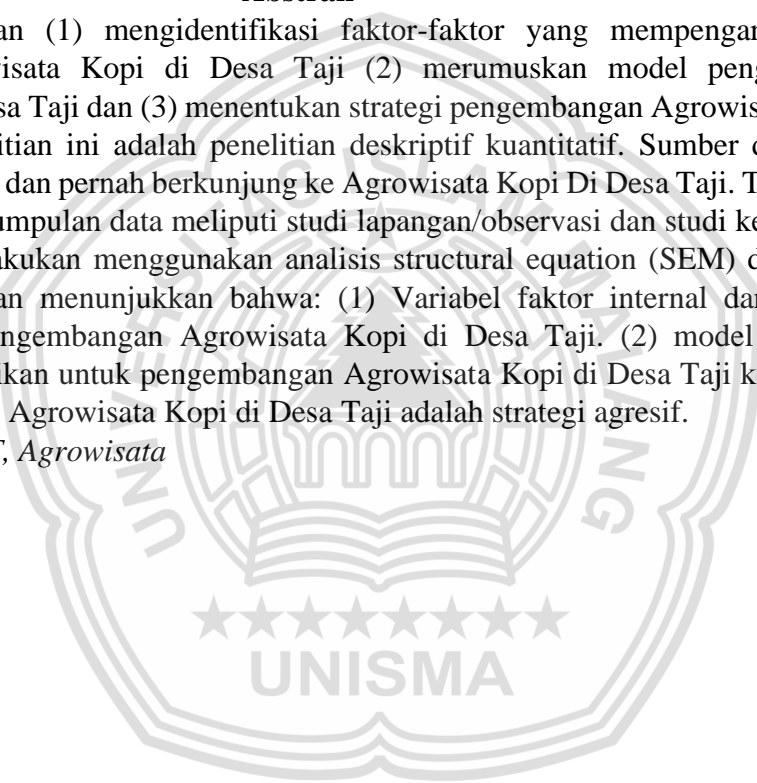 Abstrak
an (1) mengidentifikasi faktor-faktor yang mempengar
isata Kopi di Desa Taji (2) merumuskan model peng
sa Taji dan (3) menentukan strategi pengembangan Agrowis
itian ini adalah penelitian deskriptif kuantitatif. Sumber d
dan pernah berkunjung ke Agrowisata Kopi Di Desa Taji. T
umpulan data meliputi studi lapangan/observasi dan studi ke
akukan menggunakan analisis structural equation (SEM) d
an menunjukkan bahwa: (1) Variabel faktor internal dan
ngembangan Agrowisata Kopi di Desa Taji. (2) model
ikan untuk pengembangan Agrowisata Kopi di Desa Taji k
Agrowisata Kopi di Desa Taji adalah strategi agresif.
, Agrowisata
UNIVERSITAS ISLAM MALANG
UNISMA